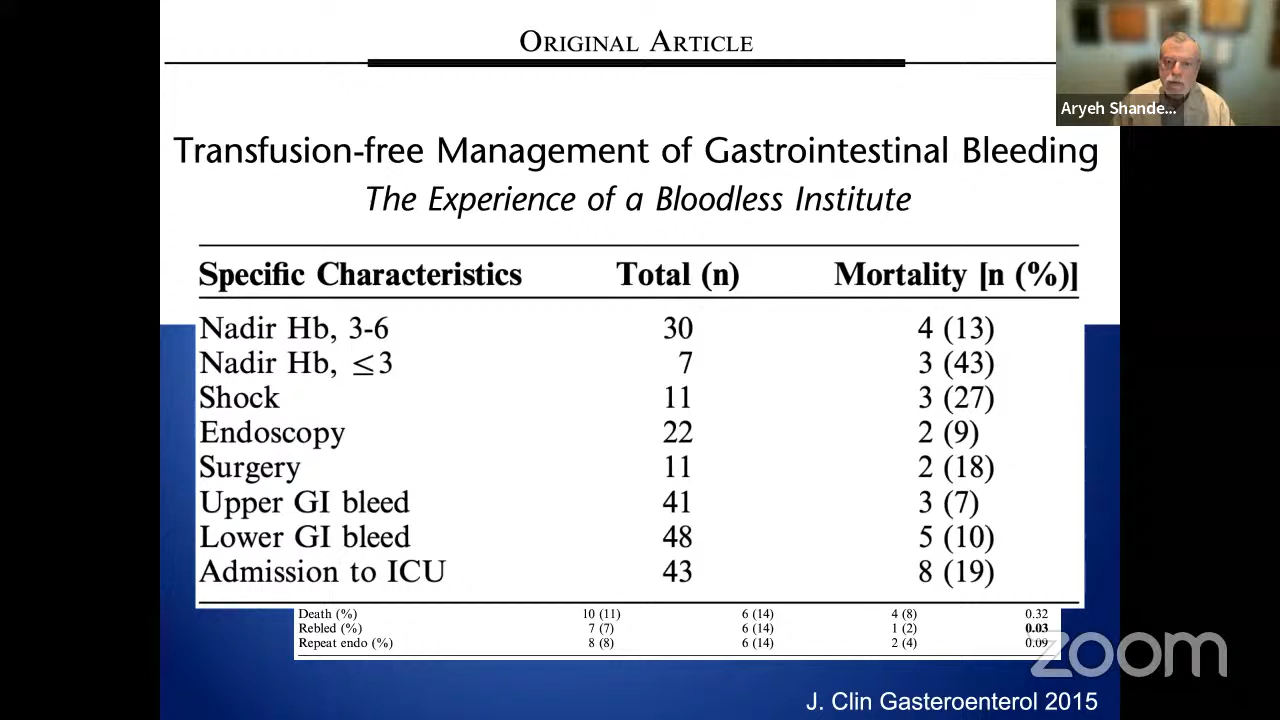 ORIGINAL ARTICLE
Aryeh Shande...
Transfusion-free Management of Gastrointestinal Bleeding
The Experience of a Bloodless Institute
Specific Characteristics Total (n) Mortality [n (%)]
Nadir Hb, 3-6 30 4 (13)
Nadir Hb, ≤3 7 3 (43)
Shock 11 3 (27)
Endoscopy 22 2 (9)
Surgery 11 2 (18)
Upper GI bleed 41 3 (7)
Lower GI bleed 48 5 (10)
Admission to ICU 43 8 (19)
Death (%) 10 (11) 6 (14) 4 (8) 0.32
Rebled (%) 7 (7) 6 (14) 1 (2) 0.03
Repeat endo (%) 8 (8) 6 (14) 2 (4) 0.09
zoom
J. Clin Gasteroenterol 2015